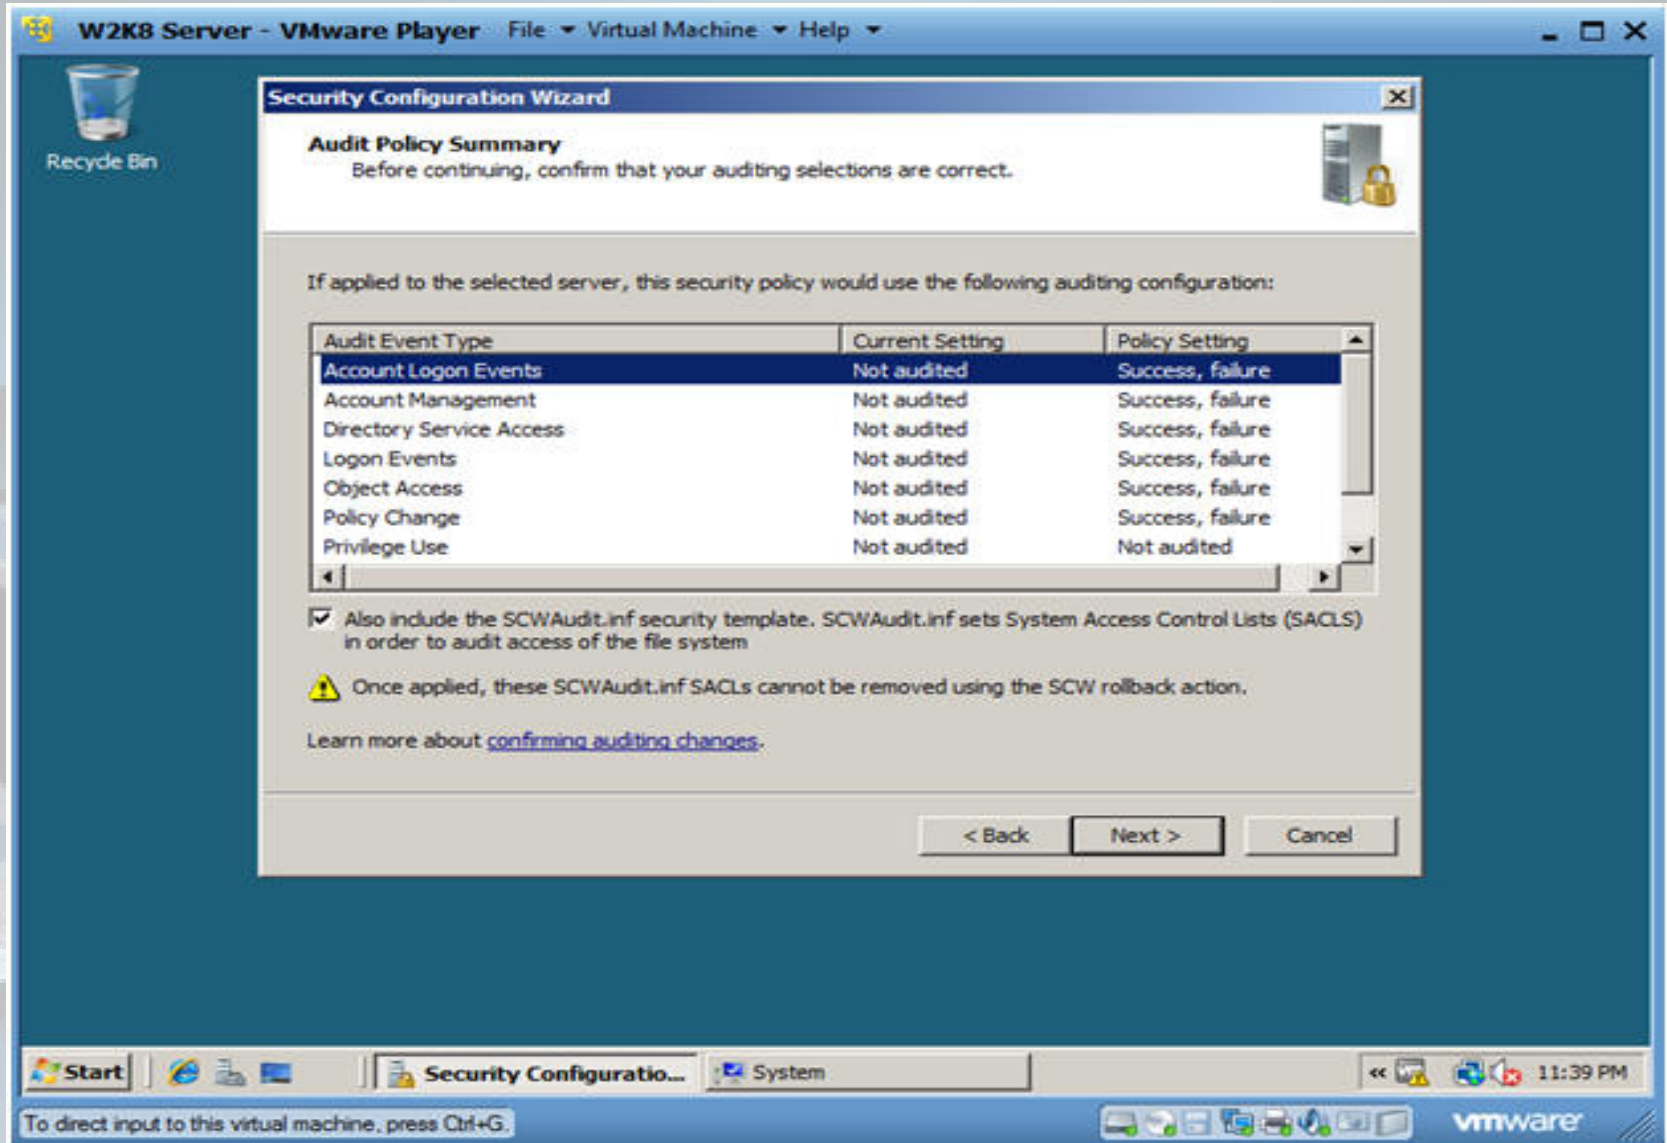 W2K8 Server - VMware Player File Virtual Machine Help
Recycle Bin
Security Configuration Wizard
Audit Policy Summary
Before continuing, confirm that your auditing selections are correct.
If applied to the selected server, this security policy would use the following auditing configuration:
Audit Event Type Current Setting Policy Setting
Account Logon Events Not audited Success, failure
Account Management Not audited Success, failure
Directory Service Access Not audited Success, failure
Logon Events Not audited Success, failure
Object Access Not audited Success, failure
Policy Change Not audited Success, failure
Privilege Use Not audited Not audited
Also include the SCWAudit.inf security template. SCWAudit.inf sets System Access Control Lists (SACLS)
in order to audit access of the file system
Once applied, these SCWAudit.inf SACLs cannot be removed using the SCW rollback action.
Learn more about confirming auditing changes.
< Back Next > Cancel
Start Security Configuratio... System « 11:39 PM
To direct input to this virtual machine, press Ctrl+G. vmware